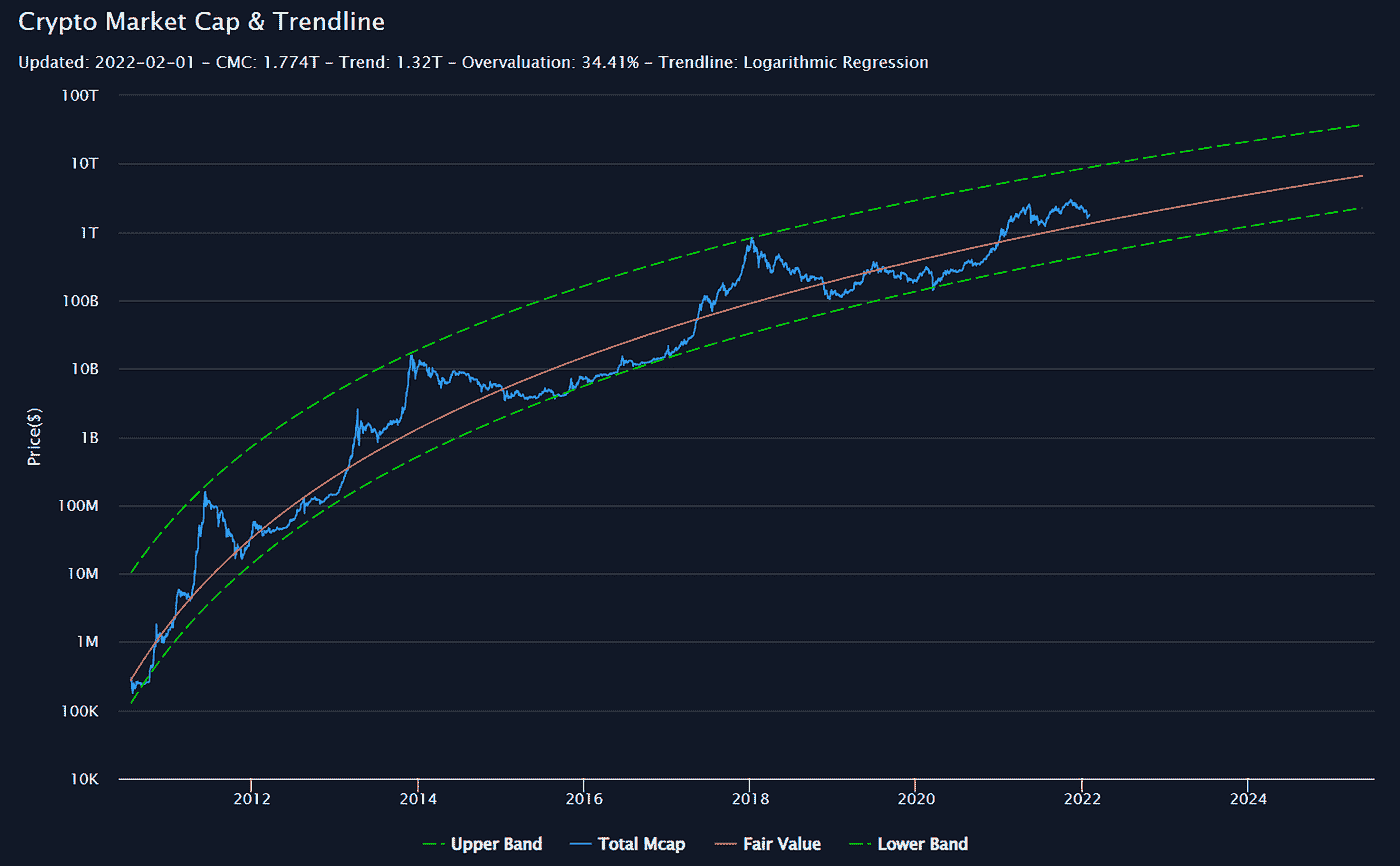 Crypto Market Cap & Trendline
Updated: 2022-02-01 - CMC: 1.774T - Trend: 1.32T - Overvaluation: 34.41% - Trendline: Logarithmic Regression
100T
10T
1T
100B
10B
1B
100M
10M
1M
100K
10K
Price($)
2012 2014 2016 2018 2020 2022 2024
Upper Band Total Mcap Fair Value Lower Band